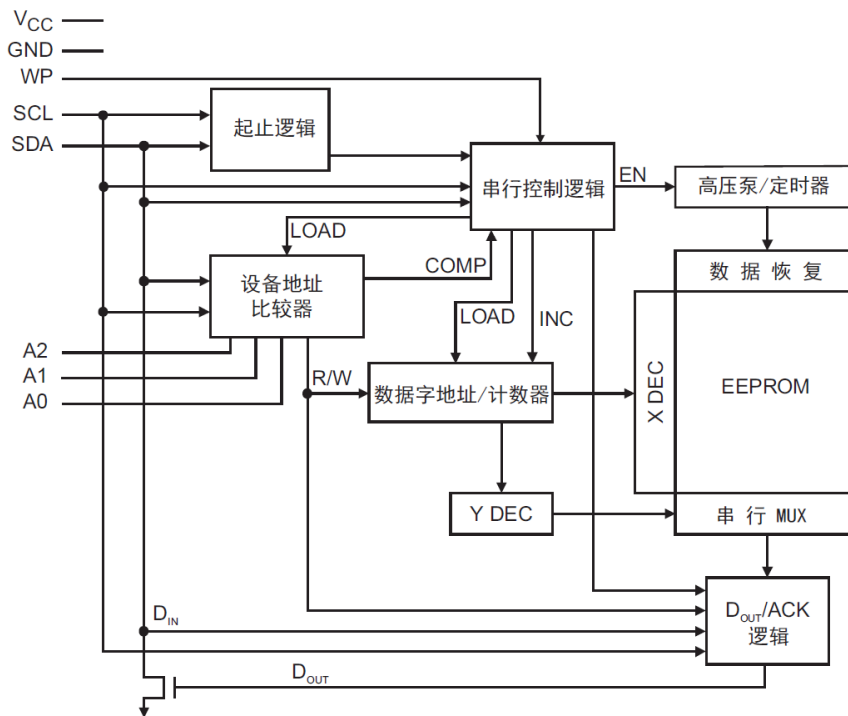 VCC
GND
WP
SCL
SDA
起止逻辑
串行控制逻辑
EN
高压泵/定时器
LOAD
COMP
设备地址
比较器
数 据 恢 复
LOAD
INC
A2
A1
A0
R/W
数据字地址/计数器
X DEC
EEPROM
Y DEC
串 行 MUX
DIN
DOUT/ACK
逻辑
DOUT